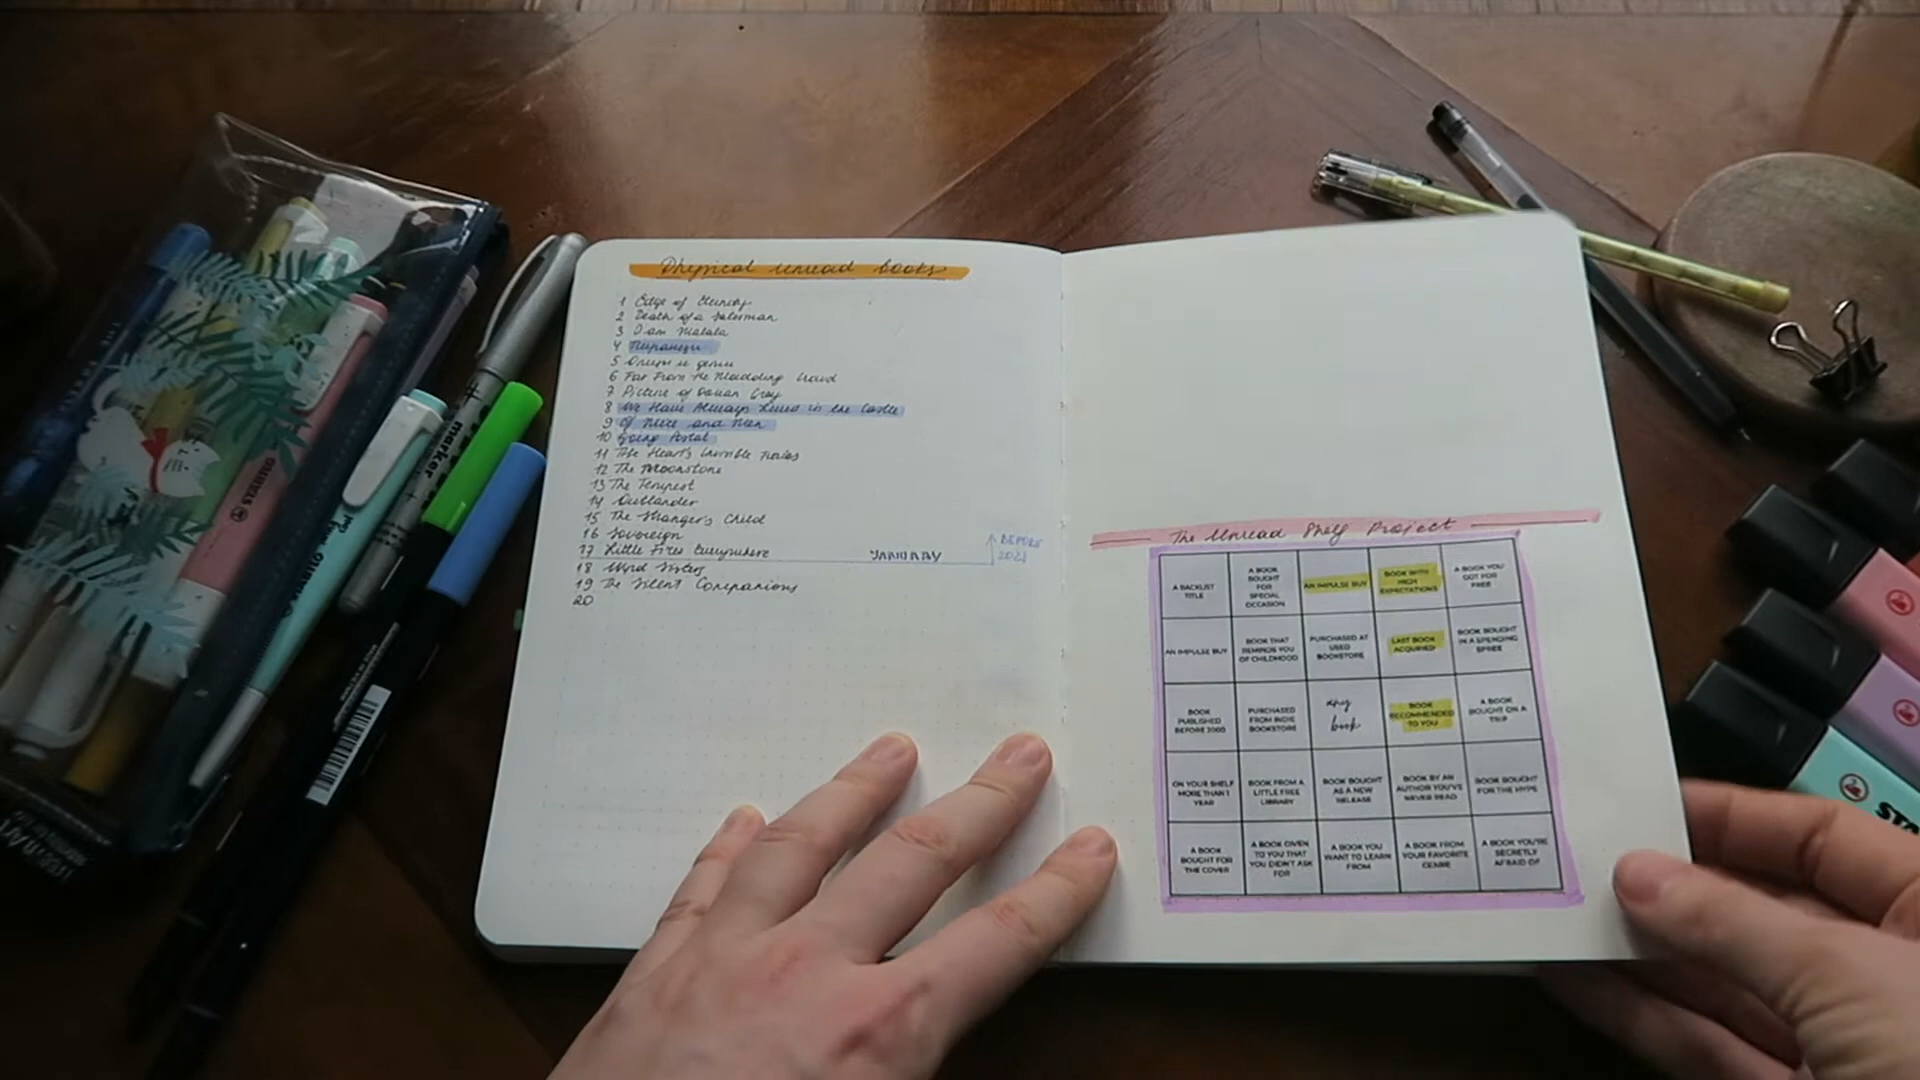 Physical unread books
1 Edge of Eternity
2 Death of a Salesman
3 I am Malala
4
5
6 Far From the Madding Crowd
7 Picture of Dorian Gray
8 We Have Always Lived in the Castle
9 Of Mice and Men
10 Going Postal
11 The Heart's Invisible Furies
12 The Moonstone
13 The Tempest
14 Outlander
15 The Stranger's Child
16 Sovereign
17 Little Fires Everywhere
JANUARY
BEFORE
2021
18 Wyrd Sisters
19 The Silent Companions
20
The Unread Shelf Project
A BACKLIST
TITLE
A BOOK
BOUGHT
FOR
SPECIAL
OCCASION
AN IMPULSE BUY
BOOK WITH
HIGH
EXPECTATIONS
A BOOK YOU
GOT FOR
FREE
AN IMPULSE BUY
BOOK THAT
REMINDS YOU
OF CHILDHOOD
PURCHASED AT
USED
BOOKSTORE
LAST BOOK
ACQUIRED
BOOK BOUGHT
IN A SPENDING
SPREE
BOOK
PUBLISHED
BEFORE 2000
PURCHASED
FROM INDIE
BOOKSTORE
any
book
BOOK
RECOMMENDED
TO YOU
A BOOK
BOUGHT ON A
TRIP
ON YOUR SHELF
MORE THAN 1
YEAR
BOOK FROM A
LITTLE FREE
LIBRARY
BOOK BOUGHT
AS A NEW
RELEASE
BOOK BY AN
AUTHOR YOU'VE
NEVER READ
BOOK BOUGHT
FOR THE HYPE
A BOOK
BOUGHT FOR
THE COVER
A BOOK GIVEN
TO YOU THAT
YOU DIDN'T ASK
FOR
A BOOK YOU
WANT TO LEARN
FROM
A BOOK FROM
YOUR FAVORITE
GENRE
A BOOK YOU'RE
SECRETLY
AFRAID OF
marker
STABILO
STABILO
STA